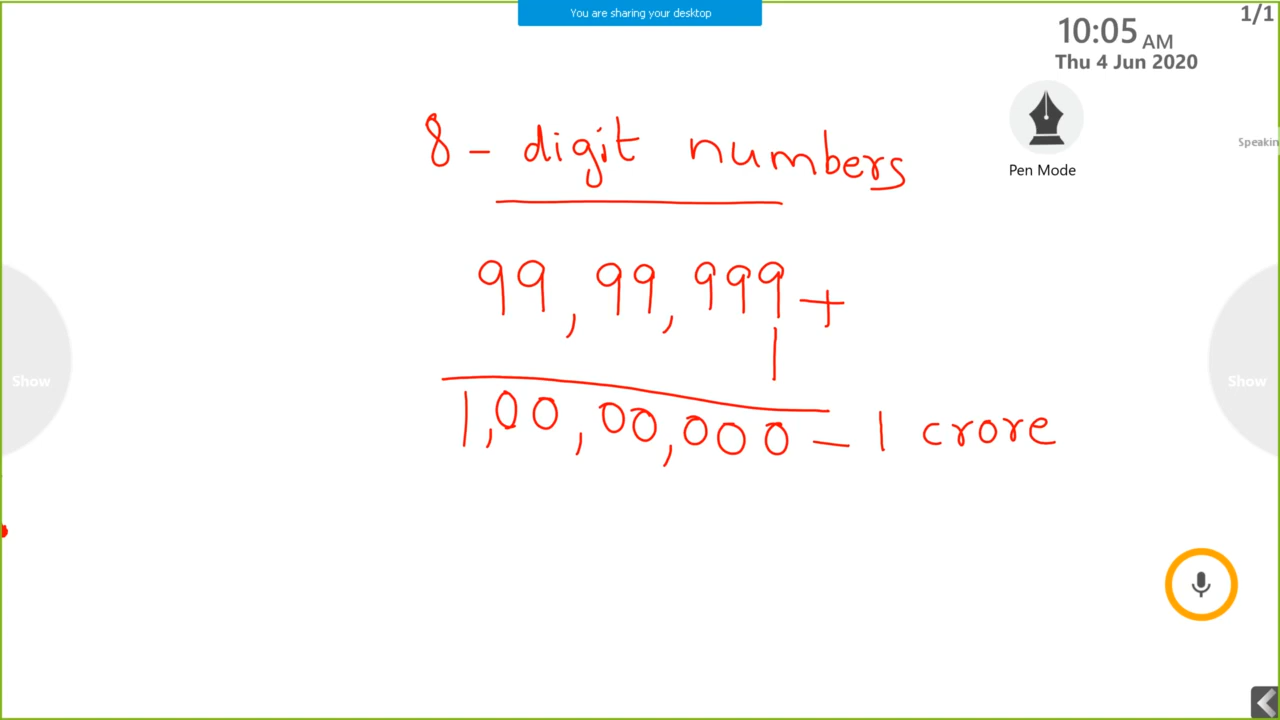 You are sharing your desktop
1/1
10:05 AM
Thu 4 Jun 2020
Pen Mode
8 - digit numbers
99,99,999 +
1
1,00,00,000 - 1 crore
Show
Show